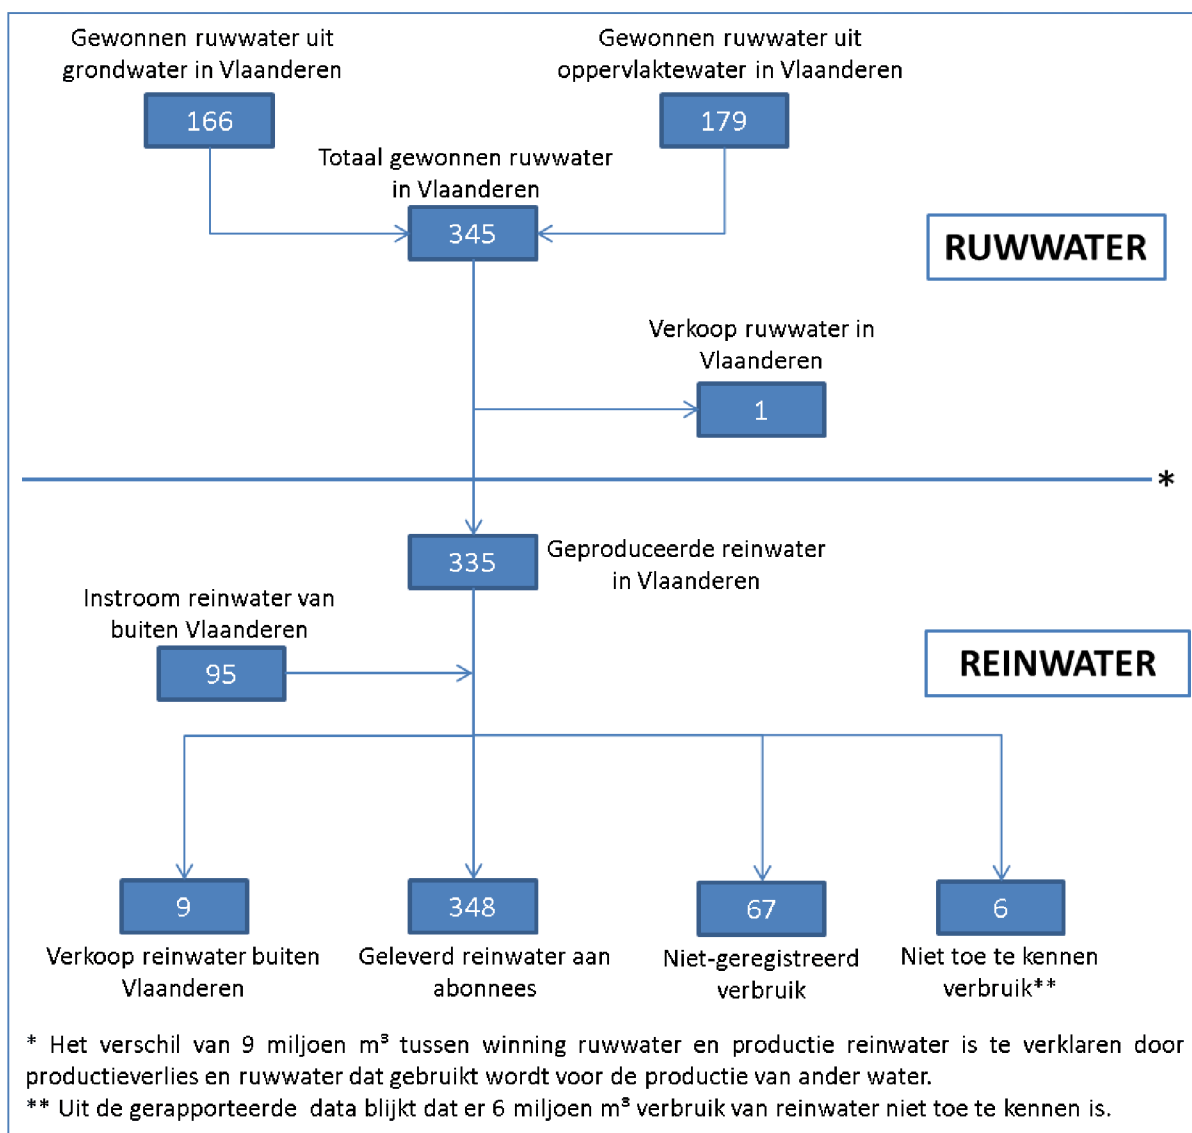 Gewonnen ruwwater uit
grondwater in Vlaanderen
166
Gewonnen ruwwater uit
oppervlaktewater in Vlaanderen
179
Totaal gewonnen ruwwater
in Vlaanderen
345
RUWWATER
Verkoop ruwwater in
Vlaanderen
1
*
335
Geproduceerde reinwater
in Vlaanderen
Instroom reinwater van
buiten Vlaanderen
95
REINWATER
9
Verkoop reinwater buiten
Vlaanderen
348
Geleverd reinwater aan
abonnees
67
Niet-geregistreerd
verbruik
6
Niet toe te kennen
verbruik**
* Het verschil van 9 miljoen m³ tussen winning ruwwater en productie reinwater is te verklaren door
productieverlies en ruwwater dat gebruikt wordt voor de productie van ander water.
** Uit de gerapporteerde data blijkt dat er 6 miljoen m³ verbruik van reinwater niet toe te kennen is.